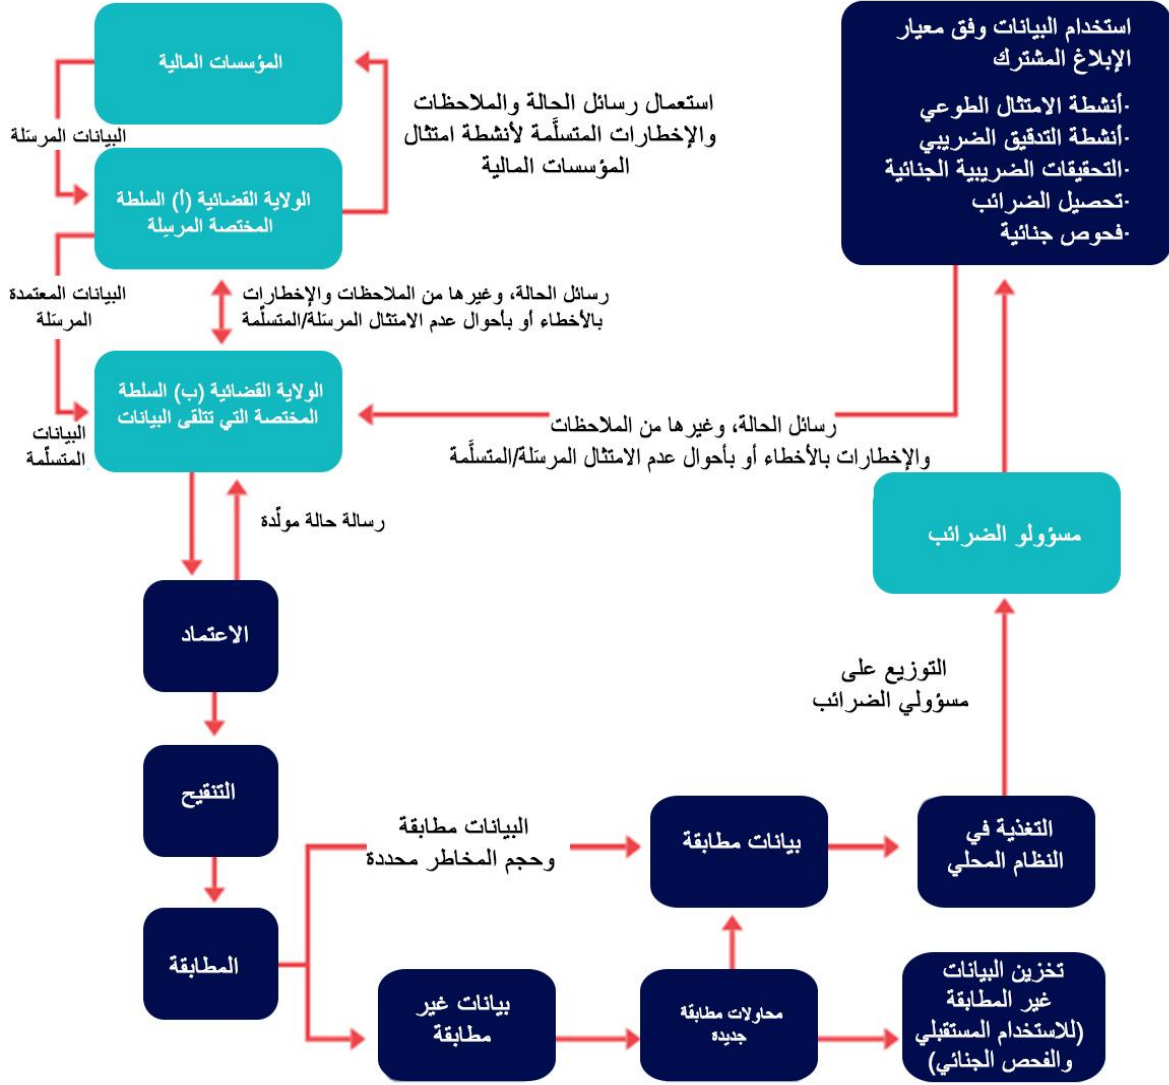 المؤسسات المالية
البيانات المرسَلة
استعمال رسائل الحالة والملاحظات
والإخطارات المتسلَّمة لأنشطة امتثال
المؤسسات المالية
الولاية القضائية (أ) السلطة
المختصة المرسِلة
استخدام البيانات وفق معيار
الإبلاغ المشترك
·أنشطة الامتثال الطوعي
·أنشطة التدقيق الضريبي
·التحقيقات الضريبية الجنائية
·تحصيل الضرائب
·فحوص جنائية
البيانات المعتمدة
المرسَلة
رسائل الحالة، وغيرها من الملاحظات والإخطارات
بالأخطاء أو بأحوال عدم الامتثال المرسَلة/المتسلَّمة
الولاية القضائية (ب) السلطة
المختصة التي تتلقى البيانات
البيانات
المتسلَّمة
رسائل الحالة، وغيرها من الملاحظات
والإخطارات بالأخطاء أو بأحوال عدم الامتثال المرسَلة/المتسلَّمة
رسالة حالة مولَّدة
مسؤولو الضرائب
الاعتماد
التوزيع على
مسؤولي الضرائب
التنقيح
البيانات مطابقة
وحجم المخاطر محددة
بيانات مطابقة
التغذية في
النظام المحلي
المطابقة
بيانات غير
مطابقة
محاولات مطابقة
جديدة
تخزين البيانات
غير المطابقة
(للاستخدام المستقبلي
والفحص الجنائي)